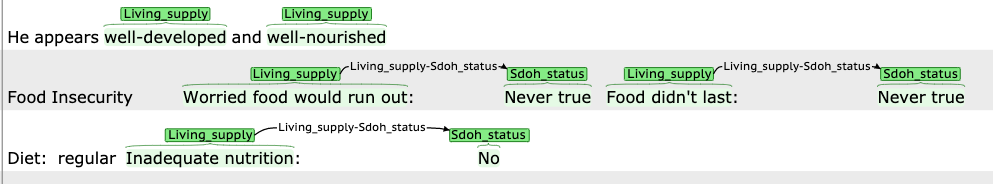 Living_supply Living_supply
He appears well-developed and well-nourished
Living_supply Living_supply-Sdoh_status Sdoh_status Living_supply Living_supply-Sdoh_status Sdoh_status
Food Insecurity Worried food would run out: Never true Food didn't last: Never true
Living_supply Living_supply-Sdoh_status Sdoh_status
Diet: regular Inadequate nutrition: No